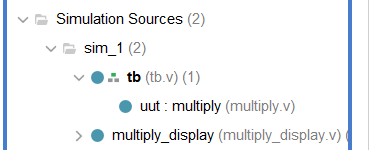 Simulation Sources (2)
sim_1 (2)
tb (tb.v) (1)
uut : multiply (multiply.v)
multiply_display (multiply_display.v) (